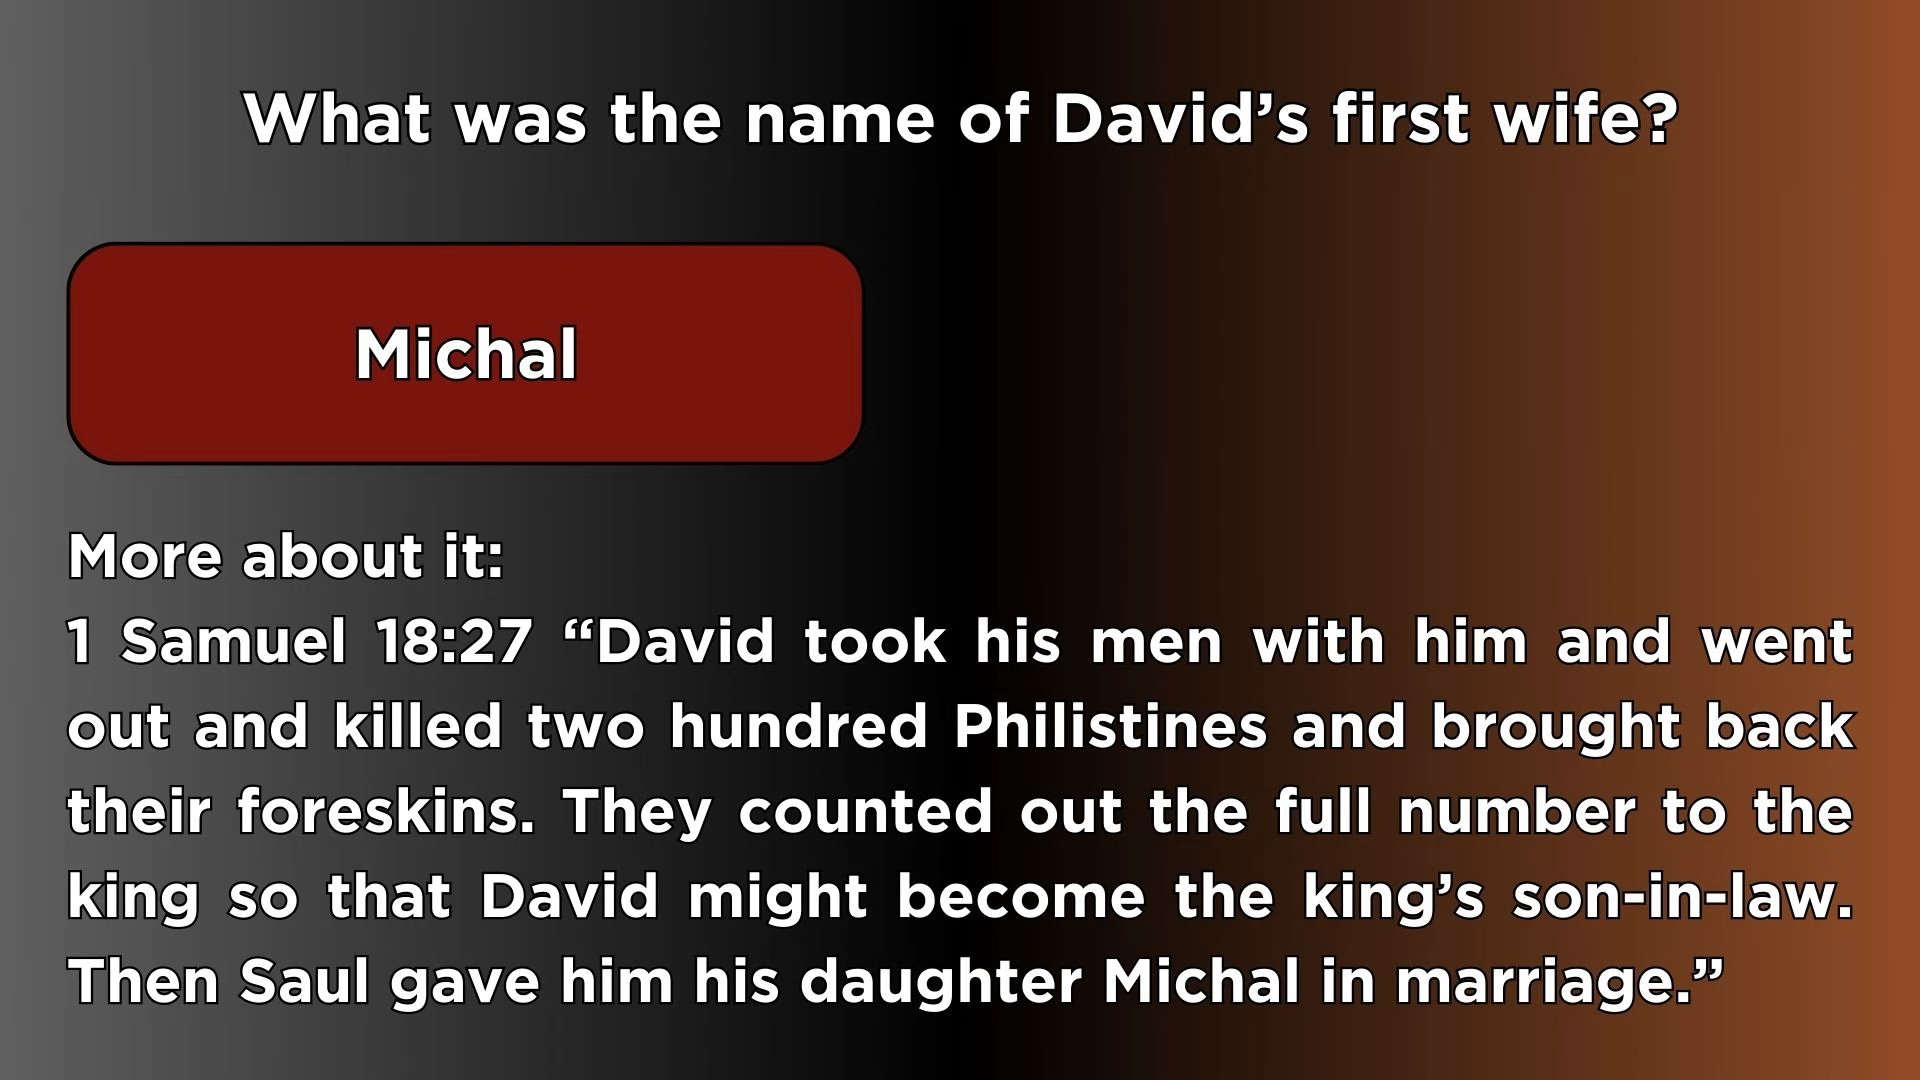 What was the name of David’s first wife?
Michal
More about it:
1 Samuel 18:27 “David took his men with him and went
out and killed two hundred Philistines and brought back
their foreskins. They counted out the full number to the
king so that David might become the king’s son-in-law.
Then Saul gave him his daughter Michal in marriage.”